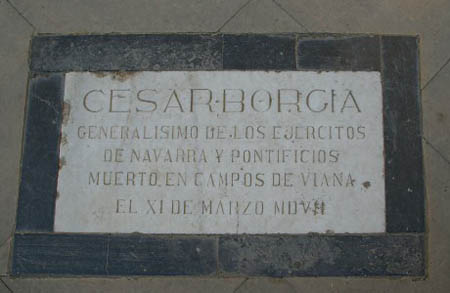 CESAR·BORGIA
GENERALISIMO DE LOS EJERCITOS
DE NAVARRA Y PONTIFICIOS
MUERTO EN CAMPOS DE VIANA
EL XI DE MARZO MDVII